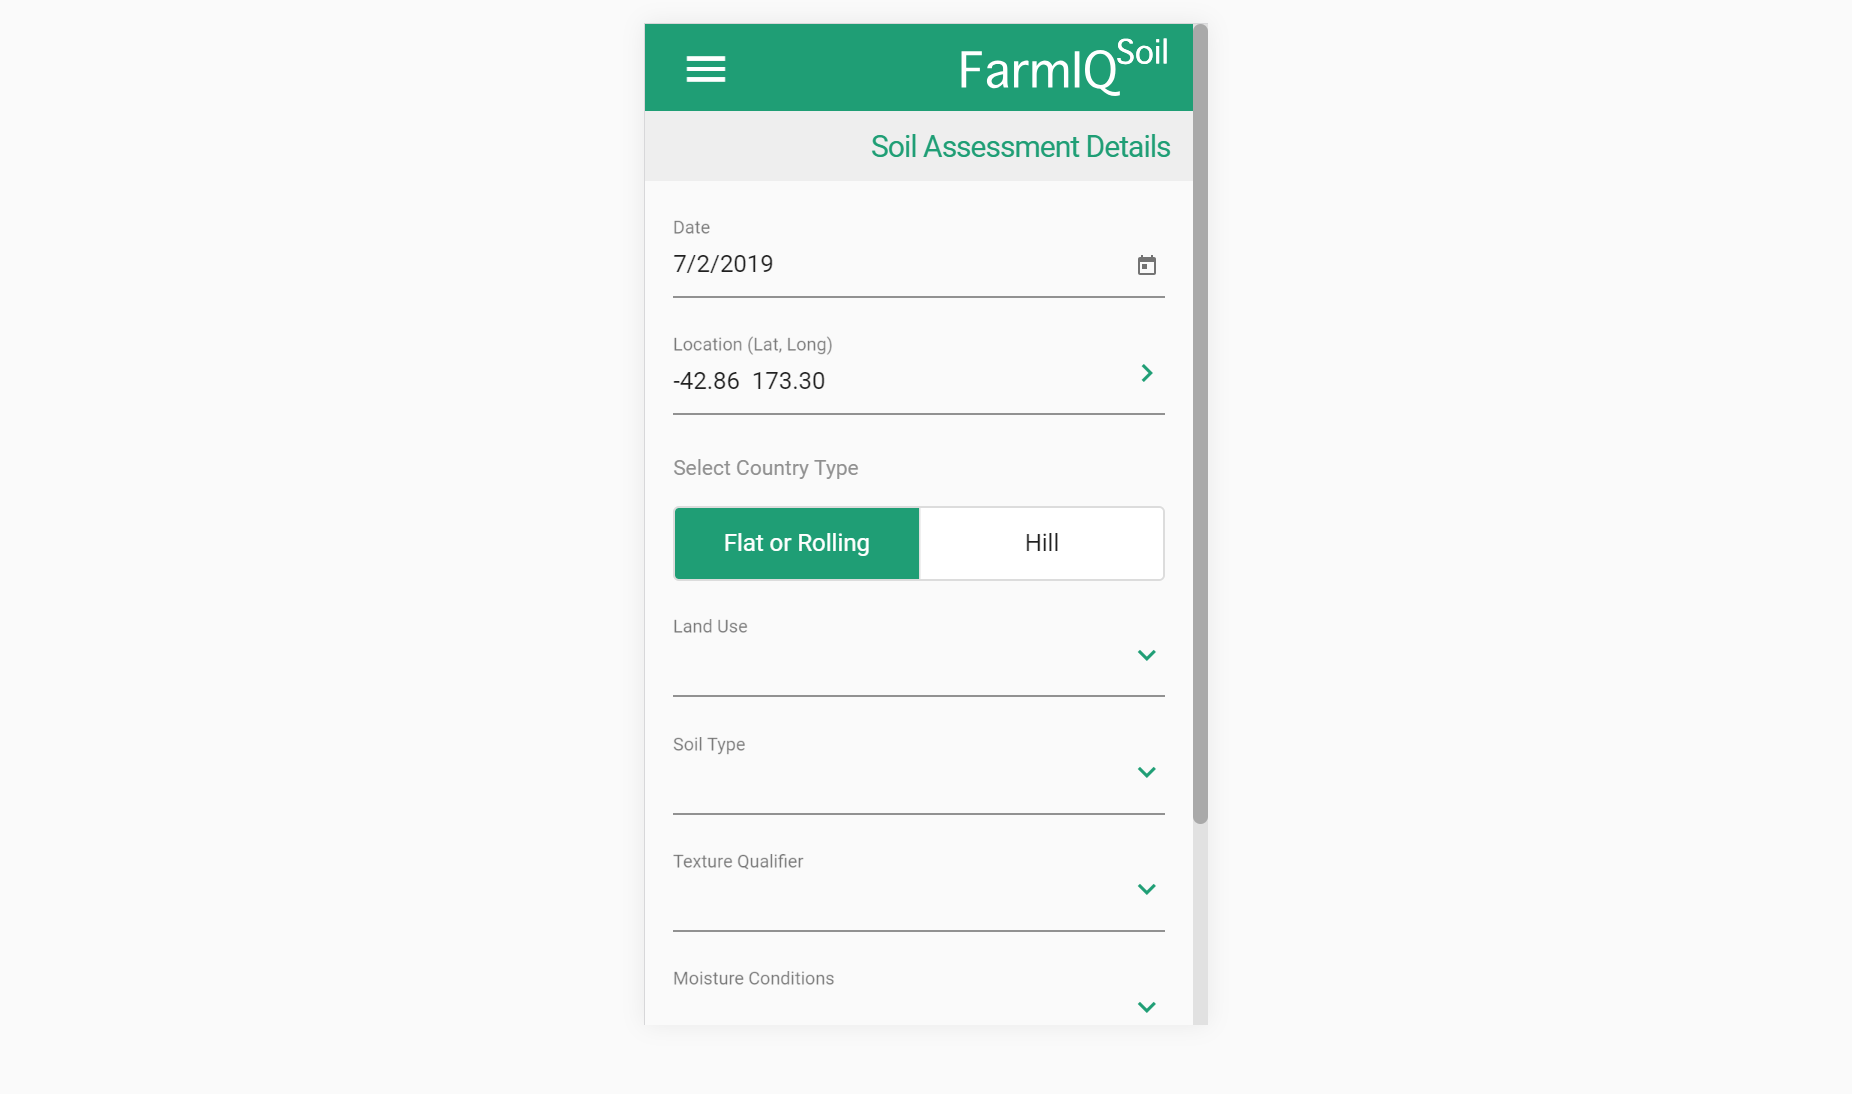 FarmIQ Soil
Soil Assessment Details
Date
7/2/2019
Location (Lat, Long)
-42.86 173.30
Select Country Type
Flat or Rolling Hill
Land Use
Soil Type
Texture Qualifier
Moisture Conditions